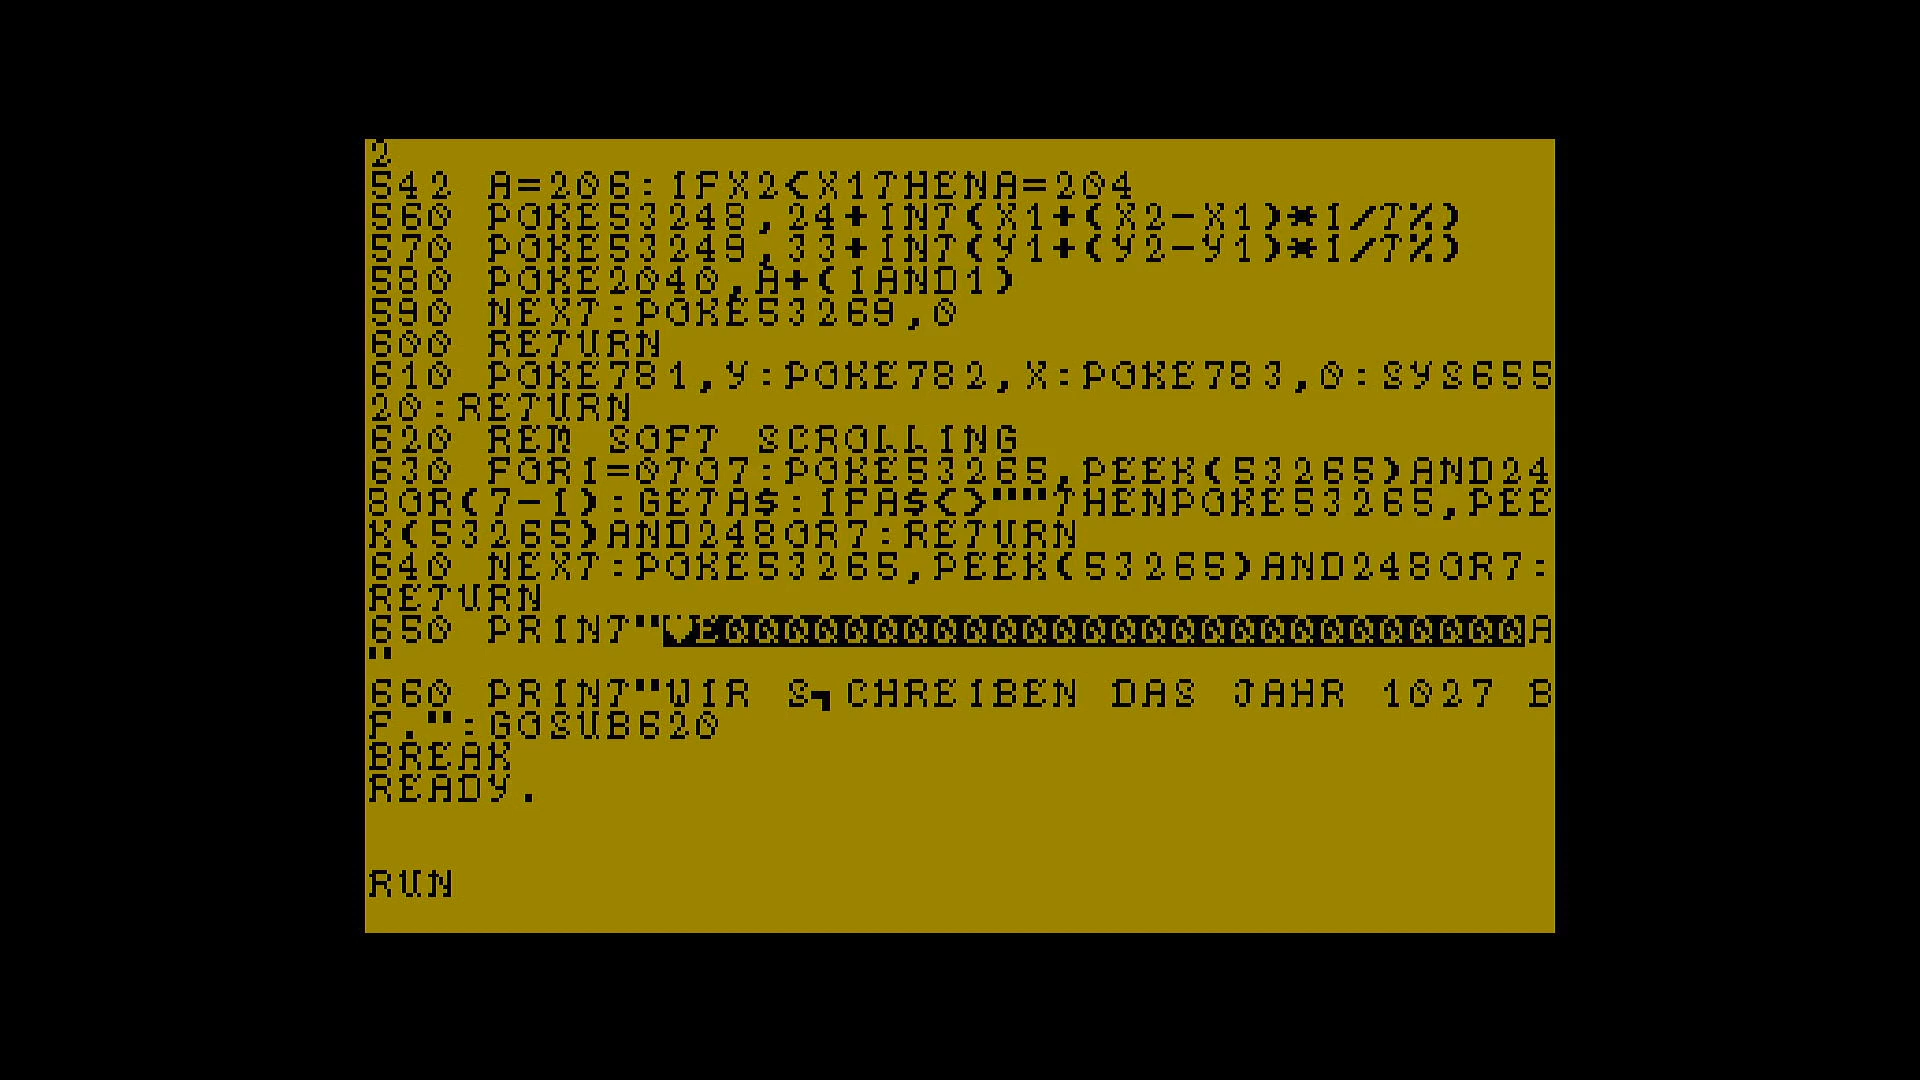 2
542 A=206:IFX2<X1THENA=204
560 POKE53248,24+INT(X1+(X2-X1)*I/T%)
570 POKE53249,33+INT(Y1+(Y2-Y1)*I/T%)
580 POKE2040,A+(IAND1)
590 NEXT:POKE53269,0
600 RETURN
610 POKE781,Y:POKE782,X:POKE783,0:SYS655
20:RETURN
620 REM SOFT SCROLLING
630 FORI=0TO7:POKE53265,PEEK(53265)AND24
8OR(7-I):GETA$:IFA$<>""THENPOKE53265,PEE
K(53265)AND248OR7:RETURN
640 NEXT:POKE53265,PEEK(53265)AND248OR7:
RETURN
650 PRINT"♥EQQQQQQQQQQQQQQQQQQQQQQQQQQQA
"
660 PRINT"WIR S┐CHREIBEN DAS JAHR 1027 B
F.":GOSUB620
BREAK
READY.
RUN